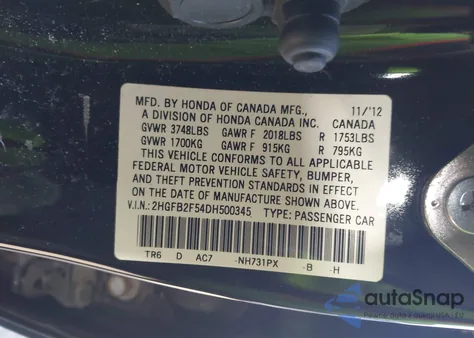 MFD. BY HONDA OF CANADA MFG., 11/'12
A DIVISION OF HONDA CANADA INC. CANADA
GVWR 3748LBS GAWR F 2018LBS R 1753LBS
GVWR 1700KG GAWR F 915KG R 795KG
THIS VEHICLE CONFORMS TO ALL APPLICABLE
FEDERAL MOTOR VEHICLE SAFETY, BUMPER,
AND THEFT PREVENTION STANDARDS IN EFFECT
ON THE DATE OF MANUFACTURE SHOWN ABOVE.
V.I.N.: 2HGFB2F54DH500345 TYPE: PASSENGER CAR
TR6 D AC7 -NH731PX -B -H
autoSnap